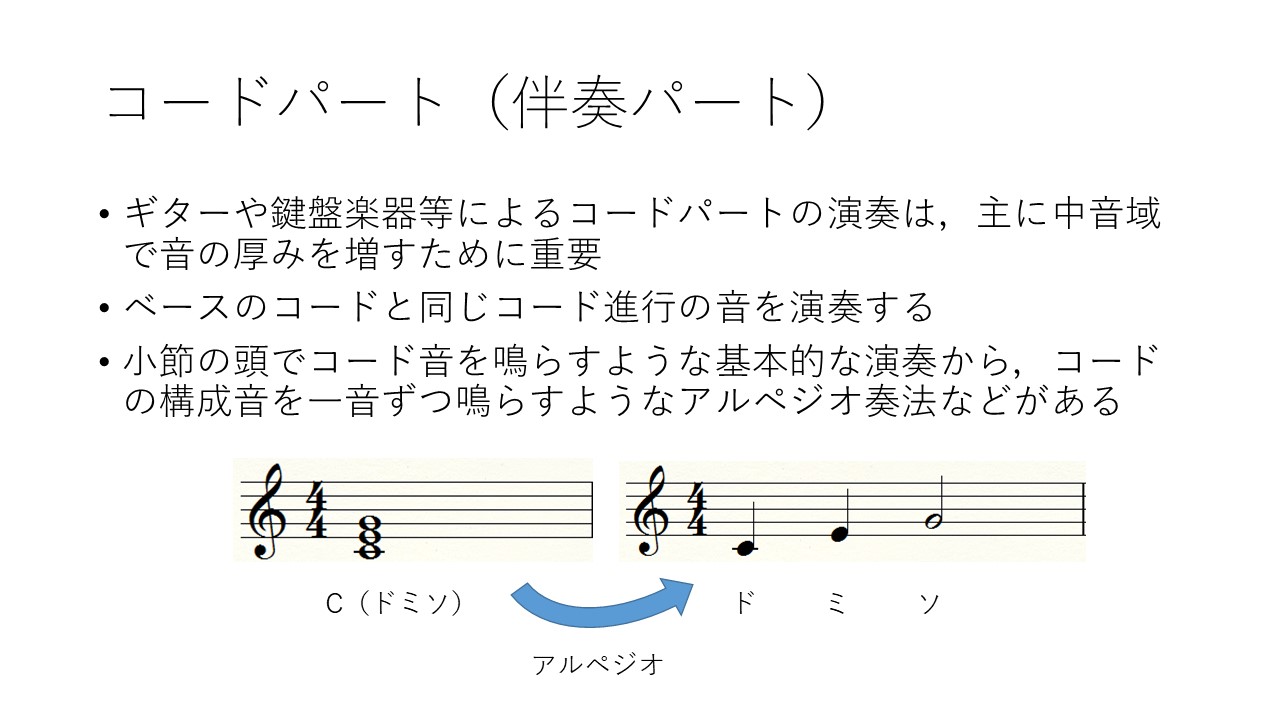 コードパート（伴奏パート）
• ギターや鍵盤楽器等によるコードパートの演奏は，主に中音域
で音の厚みを増すために重要
• ベースのコードと同じコード進行の音を演奏する
• 小節の頭でコード音を鳴らすような基本的な演奏から，コード
の構成音を一音ずつ鳴らすようなアルペジオ奏法などがある
4
4
4
4
C（ドミソ）
ド ミ ソ
アルペジオ